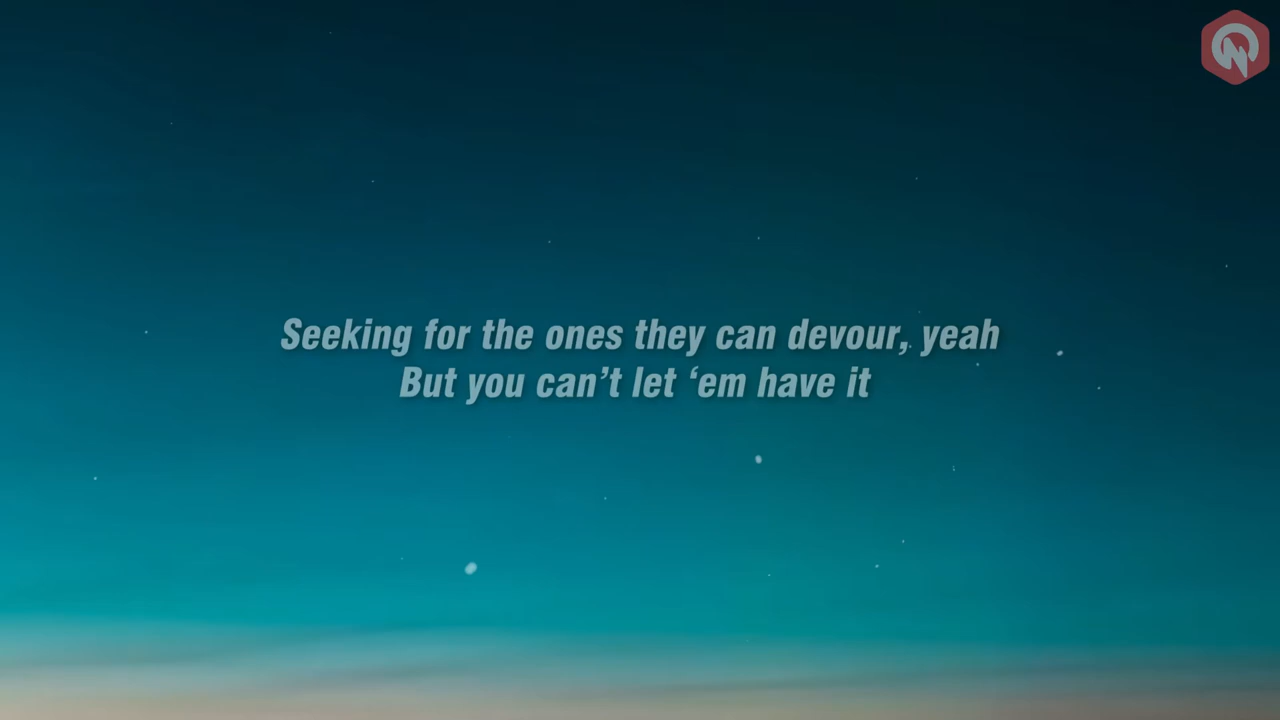 Seeking for the ones they can devour, yeah
But you can’t let ‘em have it